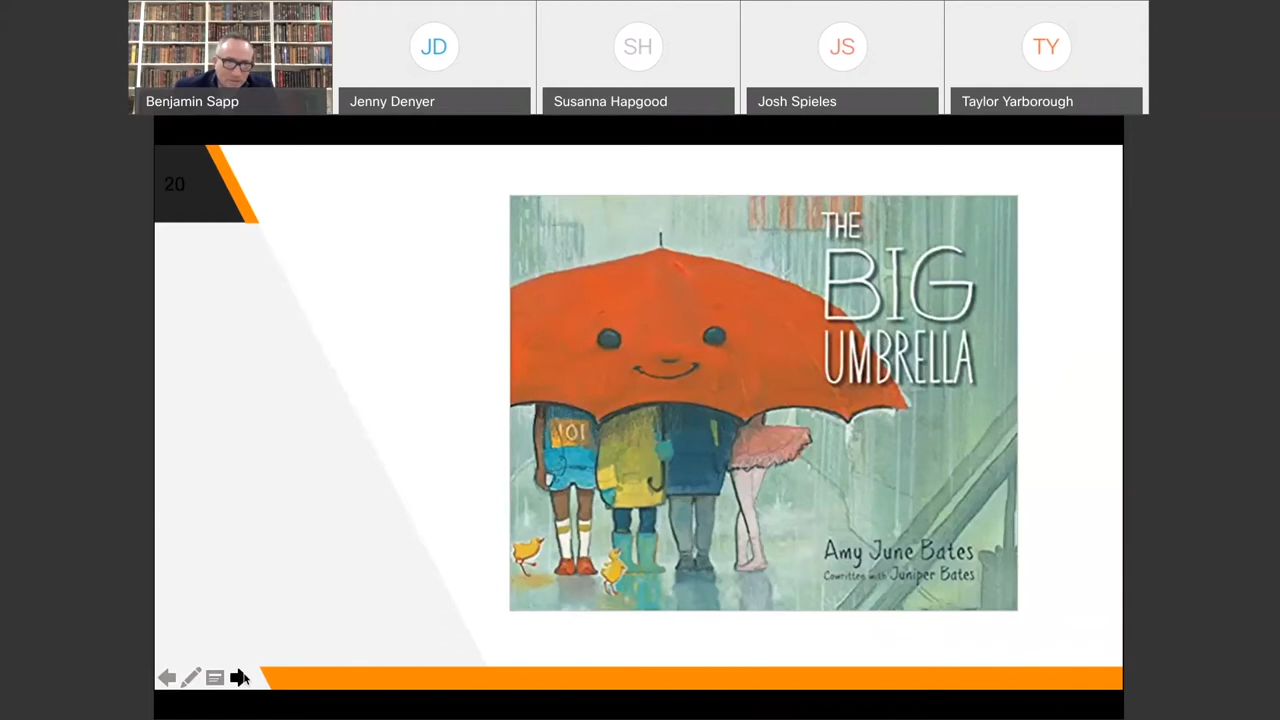 JD
SH
JS
TY
Benjamin Sapp
Jenny Denyer
Susanna Hapgood
Josh Spieles
Taylor Yarborough
20
THE
BIG
UMBRELLA
101
Amy June Bates
Cowritten with Juniper Bates